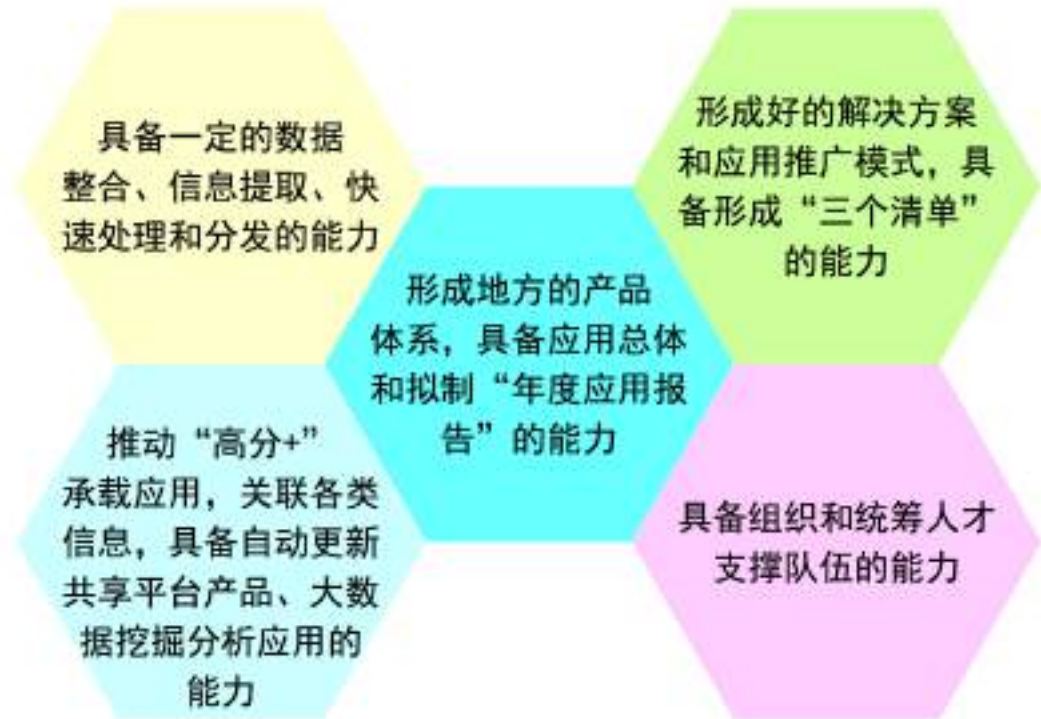 具备一定的数据
整合、信息提取、快
速处理和分发的能力
形成好的解决方案
和应用推广模式，具
备形成“三个清单”
的能力
形成地方的产品
体系，具备应用总体
和拟制“年度应用报
告”的能力
推动“高分+”
承载应用，关联各类
信息，具备自动更新
共享平台产品、大数
据挖掘分析应用的
能力
具备组织和统筹人才
支撑队伍的能力